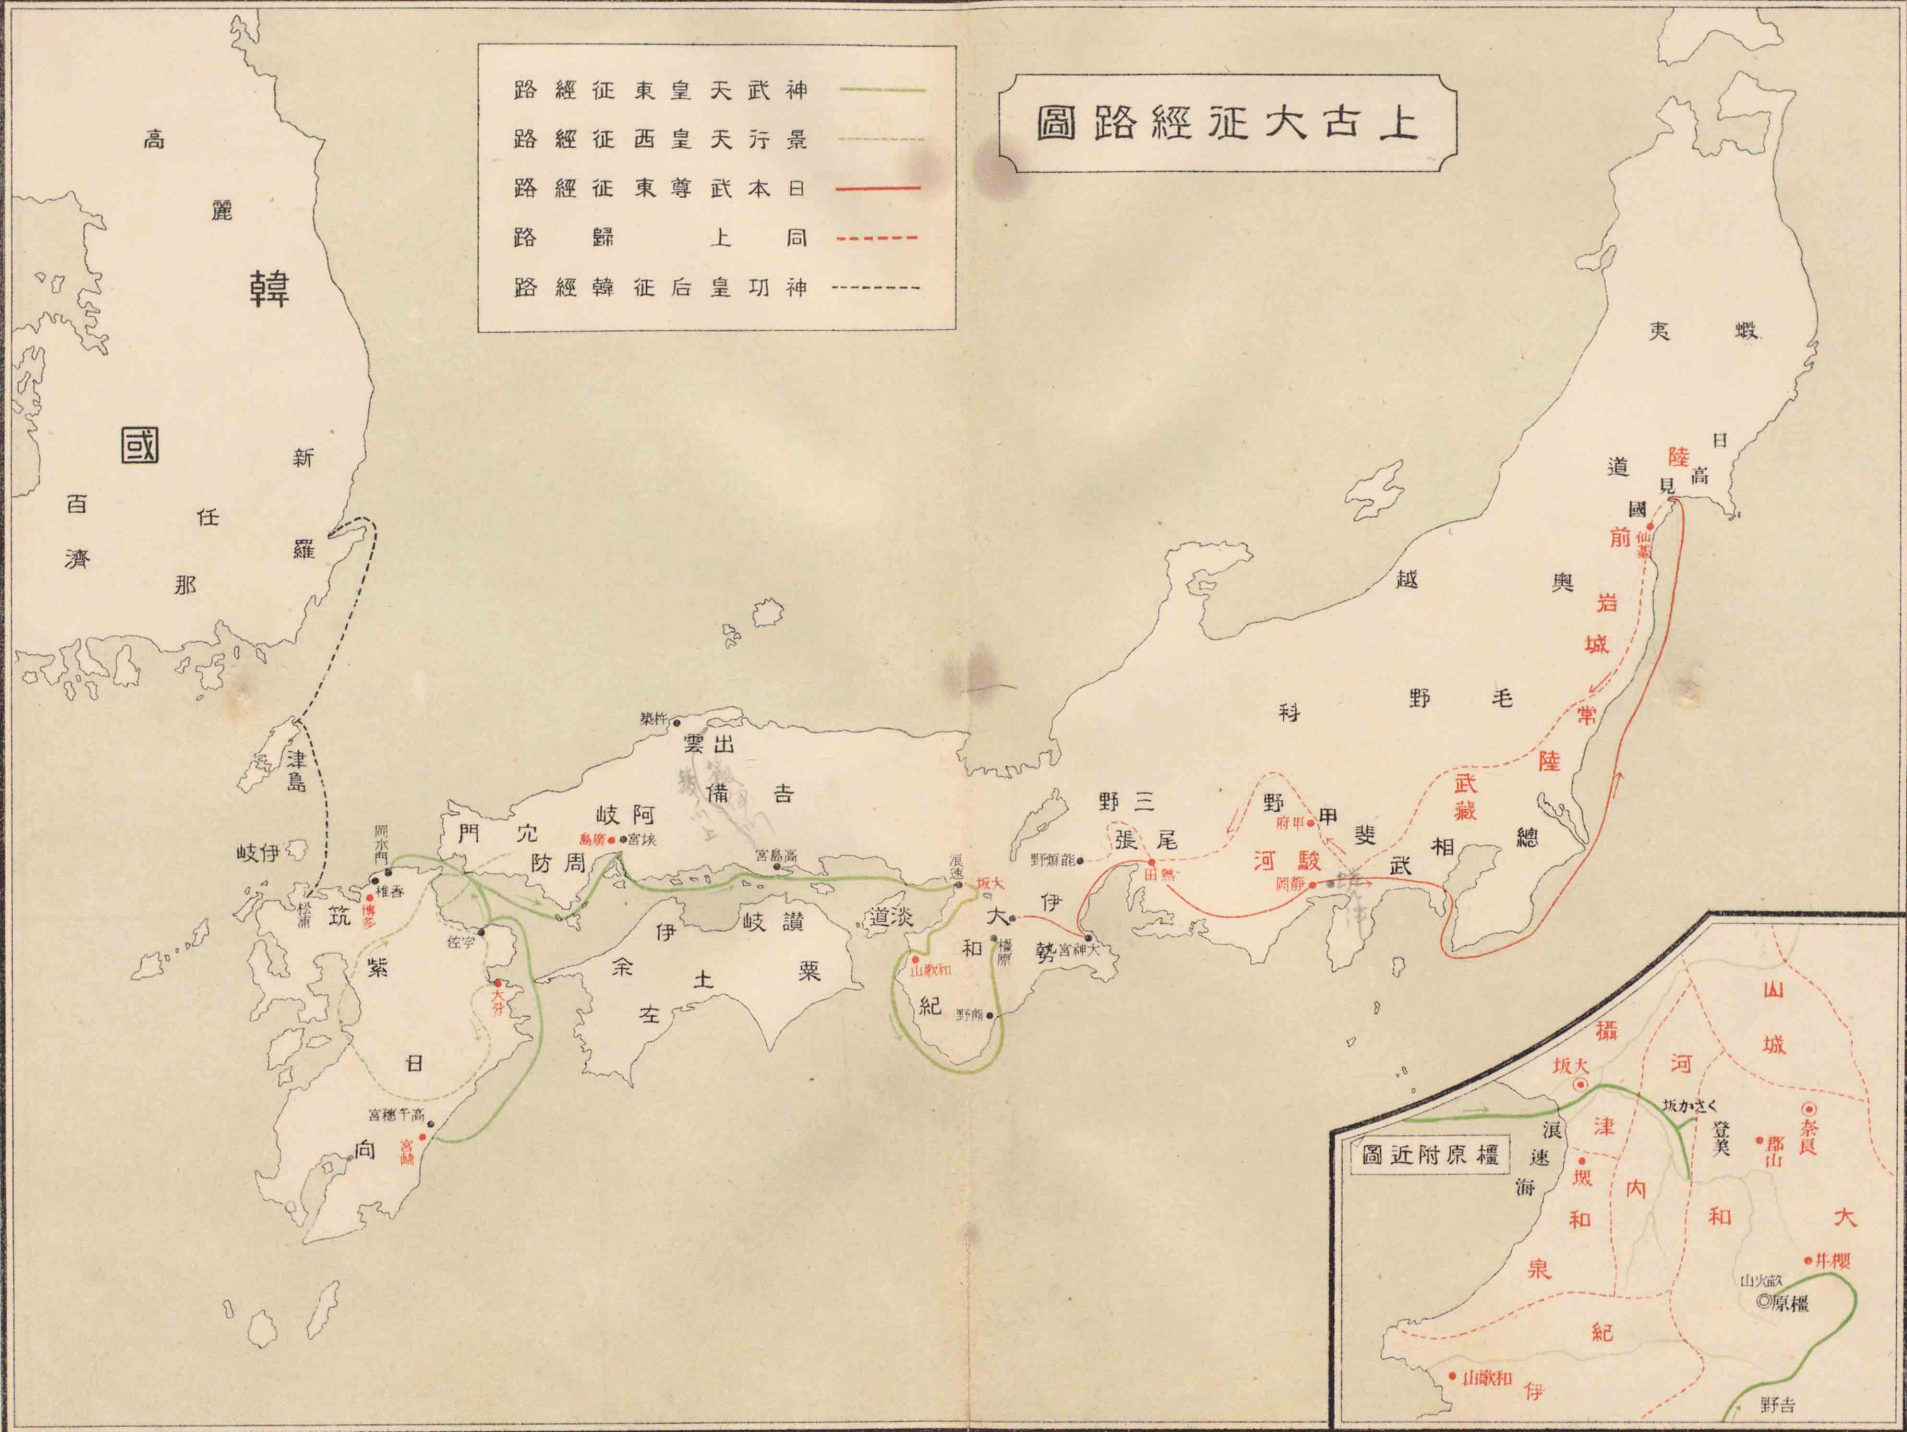 上古大征經路圖
神武天皇東征經路
景行天皇西征經路
日本武尊東征經路
同上歸路
神功皇后征韓經路
韓國
高麗
新羅
任那
百濟
蝦夷
日高見國
道奧
陸前
仙臺
岩城
常陸
越
毛野
科野
武藏
總
相武
甲斐
甲府
駿河
靜岡
三野
尾張
熱田
能煩野
伊勢
大神宮
大和
橿原
熊野
紀
和歌山
浪速
大坂
淡道
讃岐
粟
伊余
土左
出雲
杵築
吉備
高島宮
阿岐
埃宮
廣島
周防
穴門
岡水門
香椎
博多
松浦
筑紫
宇佐
大分
日向
高千穗宮
宮崎
津島
伊岐
橿原附近圖
山城
攝津
河內
大坂
くさか坂
登美
奈良
郡山
浪速海
堺
和泉
大和
櫻井
畝火山
橿原
紀伊
和歌山
吉野